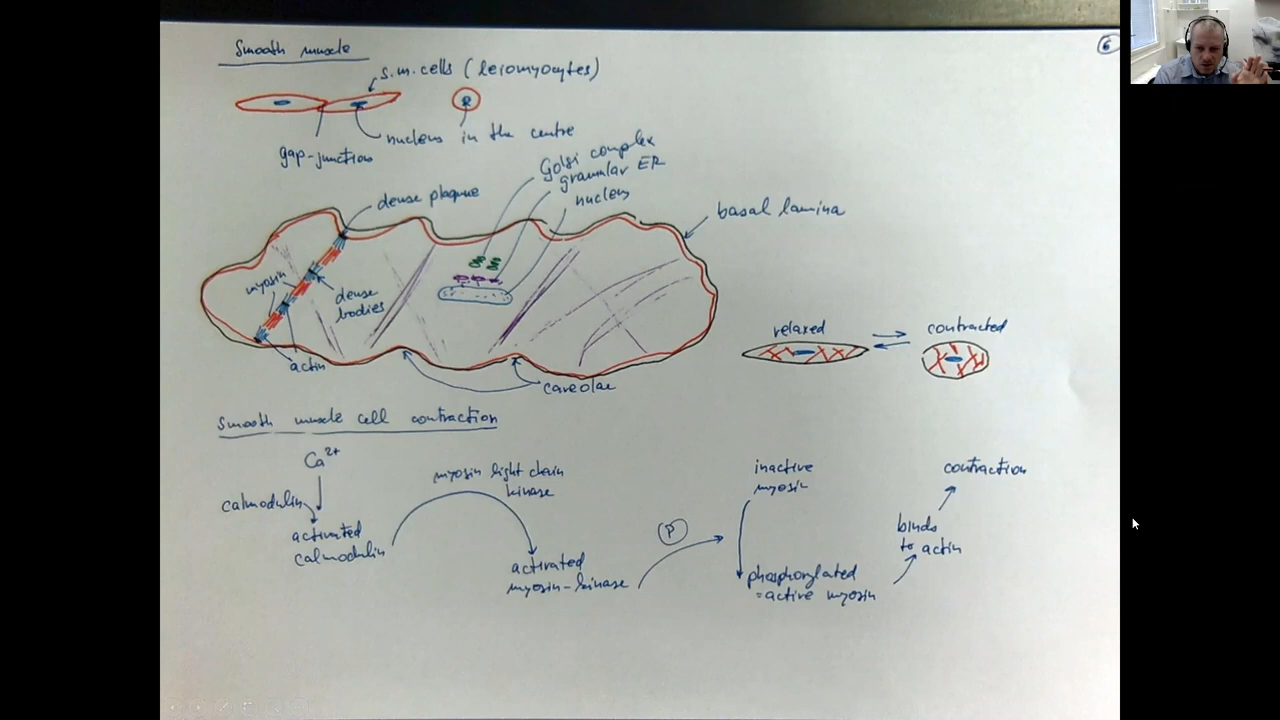 Smooth muscle
6
s.m. cells (leiomyocytes)
nucleus in the centre
gap-junction
Golgi complex
granular ER
nucleus
dense plaque
basal lamina
myosin
dense
bodies
actin
caveolae
relaxed
contracted
Smooth muscle cell contraction
Ca2+
calmodulin
activated
calmodulin
myosin light chain
kinase
activated
myosin-kinase
P
inactive
myosin
phosphorylated
=active myosin
binds
to actin
contraction